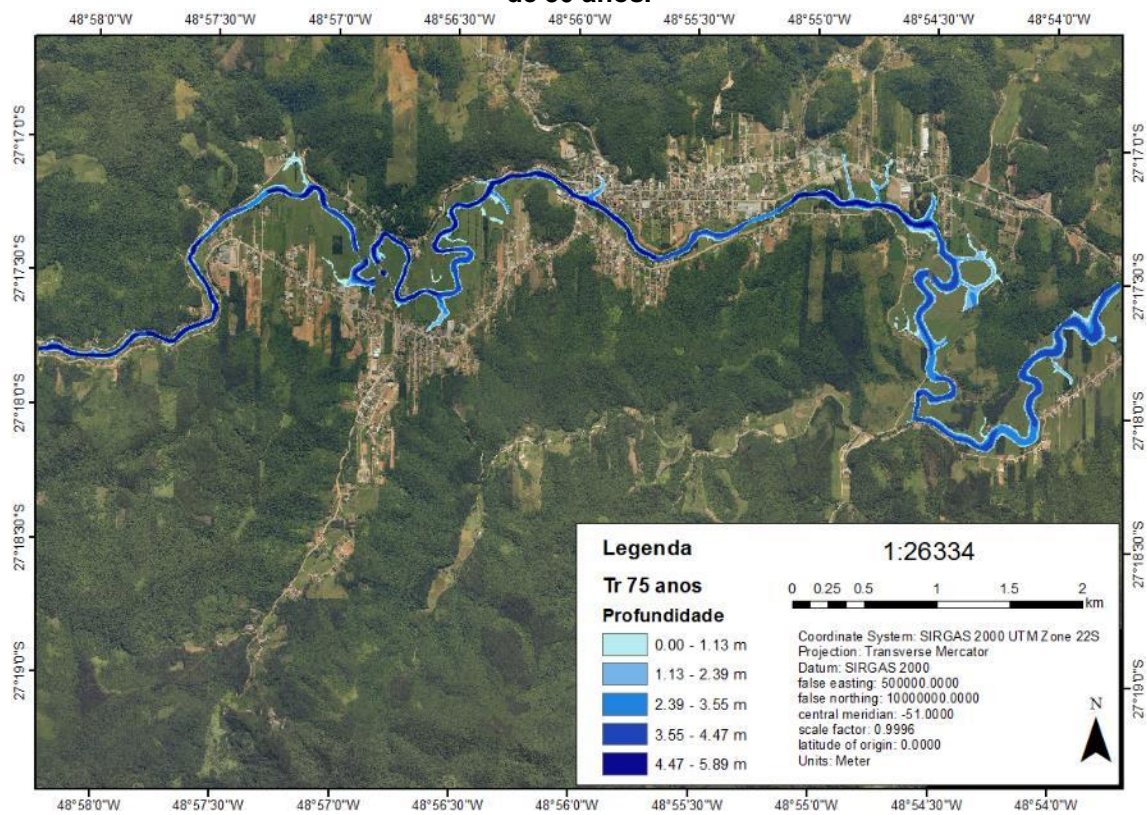 de 50 anos.
48°58'0"W 48°57'30"W 48°57'0"W 48°56'30"W 48°56'0"W 48°55'30"W 48°55'0"W 48°54'30"W 48°54'0"W
27°17'0"S 27°17'0"S
27°17'30"S 27°17'30"S
27°18'0"S 27°18'0"S
27°18'30"S 27°18'30"S
27°19'0"S 27°19'0"S
Legenda
Tr 75 anos
Profundidade
0.00 - 1.13 m
1.13 - 2.39 m
2.39 - 3.55 m
3.55 - 4.47 m
4.47 - 5.89 m
1:26334
0 0.25 0.5 1 1.5 2
km
Coordinate System: SIRGAS 2000 UTM Zone 22S
Projection: Transverse Mercator
Datum: SIRGAS 2000
false easting: 500000.0000
false northing: 10000000.0000
central meridian: -51.0000
scale factor: 0.9996
latitude of origin: 0.0000
Units: Meter
N
48°58'0"W 48°57'30"W 48°57'0"W 48°56'30"W 48°56'0"W 48°55'30"W 48°55'0"W 48°54'30"W 48°54'0"W